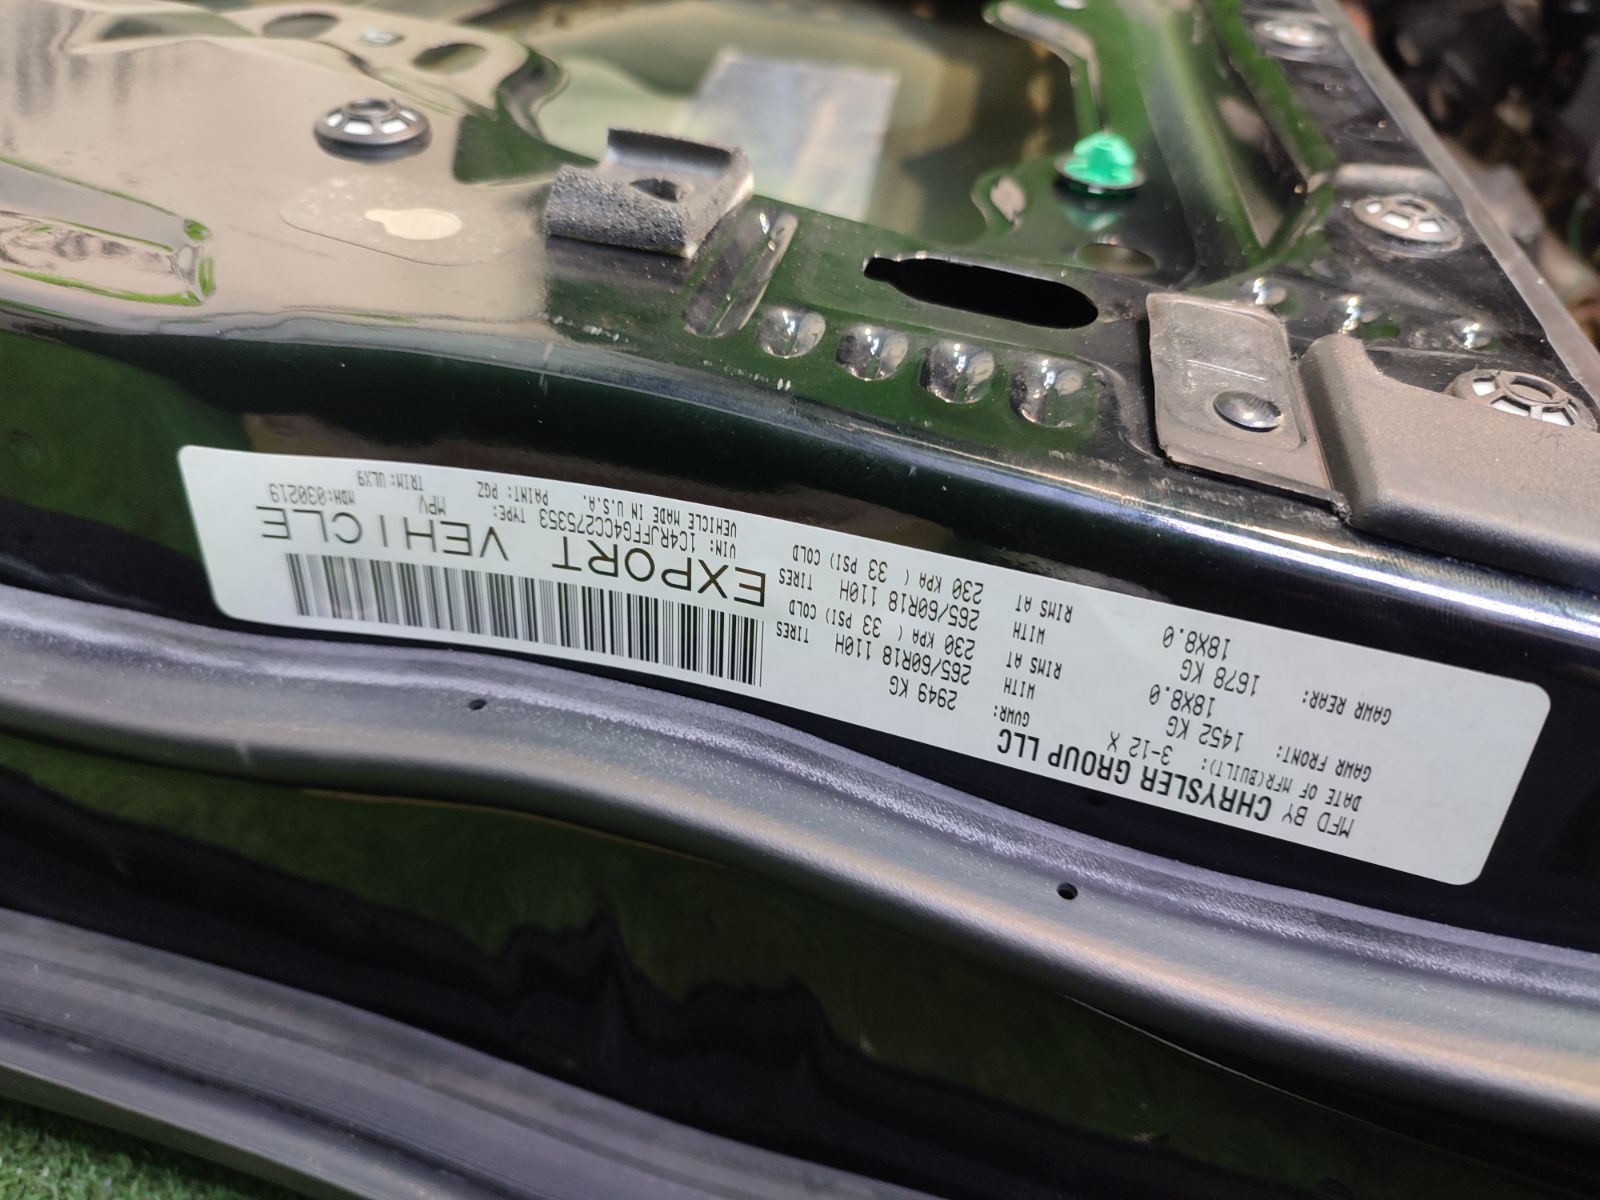 MFD BY CHRYSLER GROUP LLC
DATE OF MFR(BUILT): 3-12 X GVWR: 2949 KG
GAWR FRONT: 1452 KG WITH 265/60R18 110H TIRES
18X8.0 RIMS AT 230 KPA ( 33 PSI) COLD
GAWR REAR: 1678 KG WITH 265/60R18 110H TIRES
18X8.0 RIMS AT 230 KPA ( 33 PSI) COLD
EXPORT VEHICLE
VIN: 1C4RJFFG4CC275353 TYPE: MPV MDH:030219
VEHICLE MADE IN U.S.A. PAINT: PGZ TRIM:ULX9